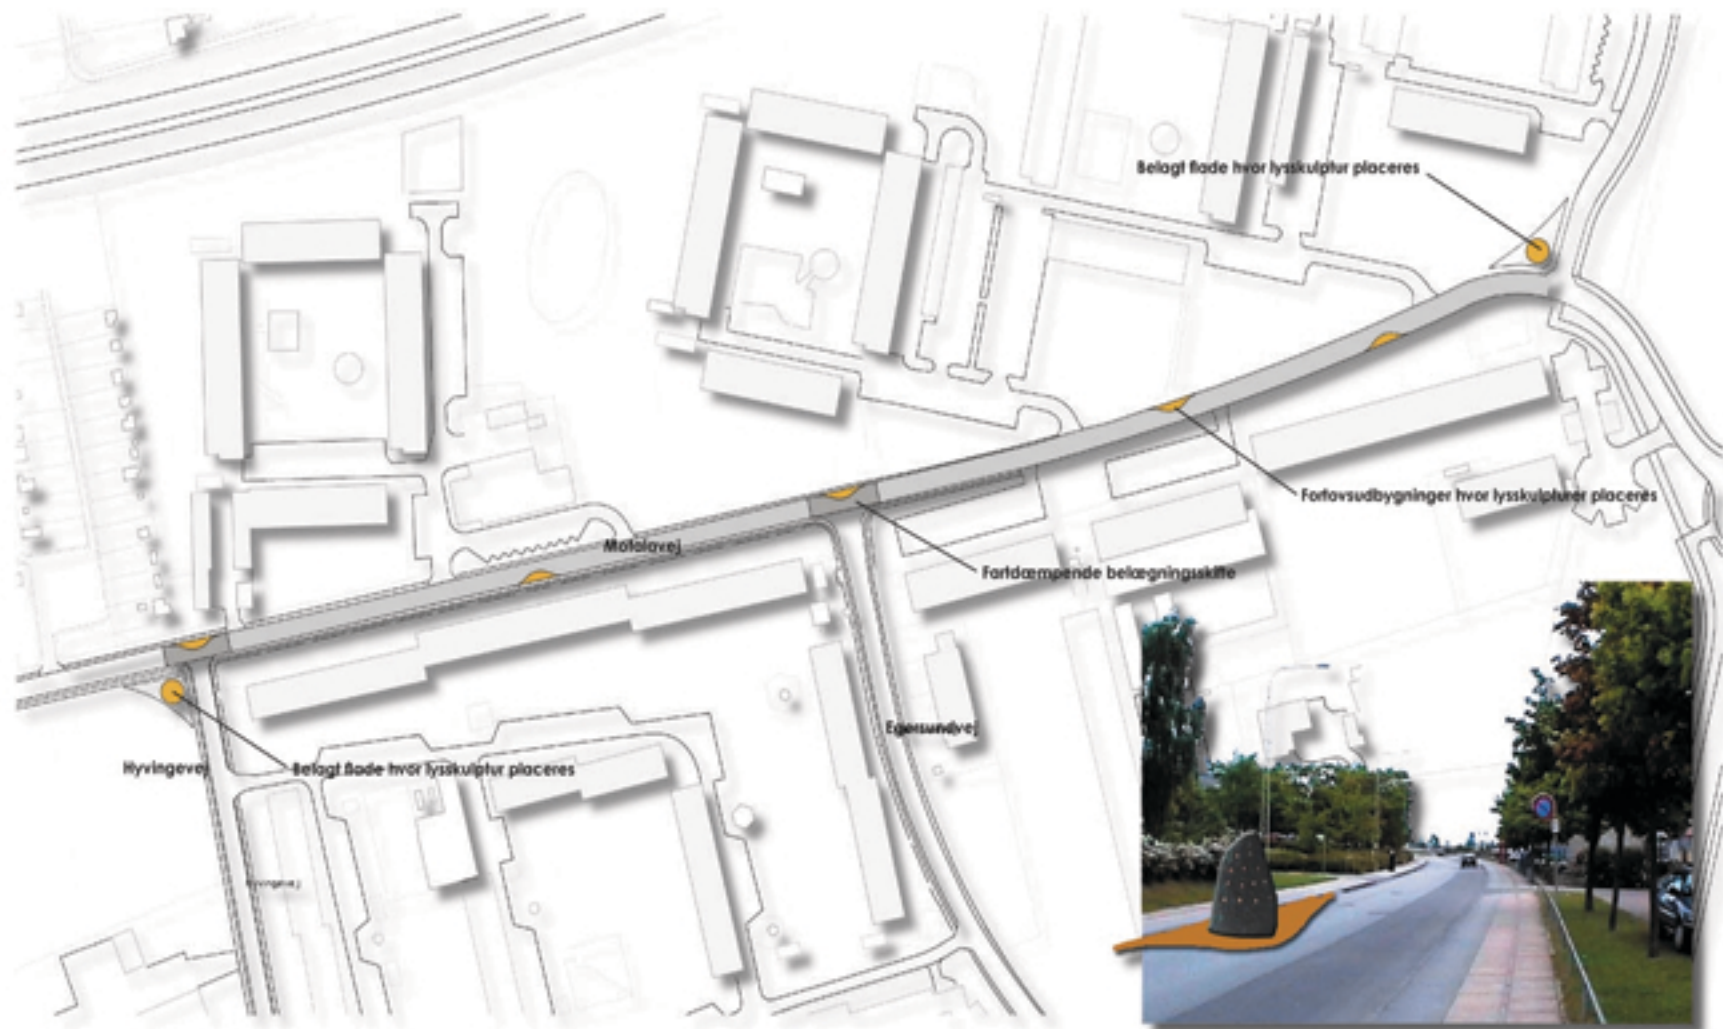 Belagt flade hvor lysskulptur placeres
Fortovsudbygninger hvor lysskulpturer placeres
Motalavej
Fartdæmpende belægningsskifte
Egersundvej
Hyvingevej
Belagt flade hvor lysskulptur placeres
Hyvingevej